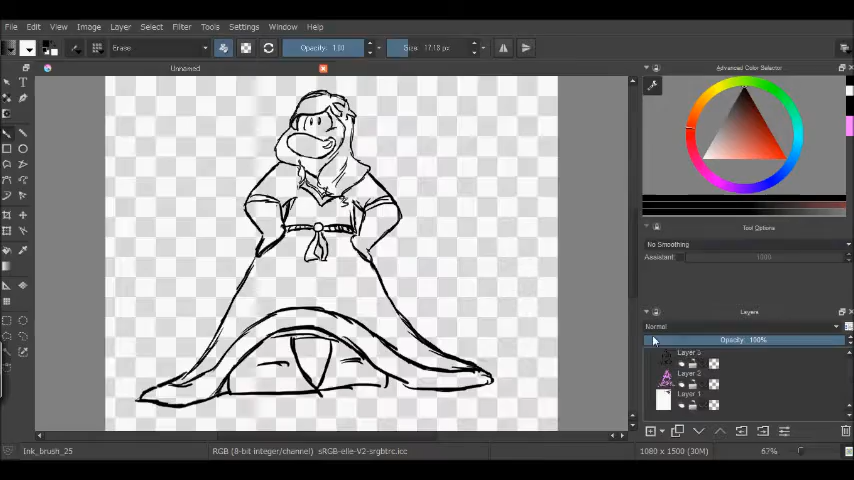 File Edit View Image Layer Select Filter Tools Settings Window Help
Erase Opacity: 1.00 Size 17.18 px
Unnamed
Advanced Color Selector
Tool Options
No Smoothing
Assistant 1000
Layers
Normal
Opacity: 100%
Layer 3
Layer 2
Layer 1
Ink_brush_25 RGB (8-bit integer/channel) sRGB-elle-V2-srgbtrc.icc 1080 x 1500 (30M) 67%